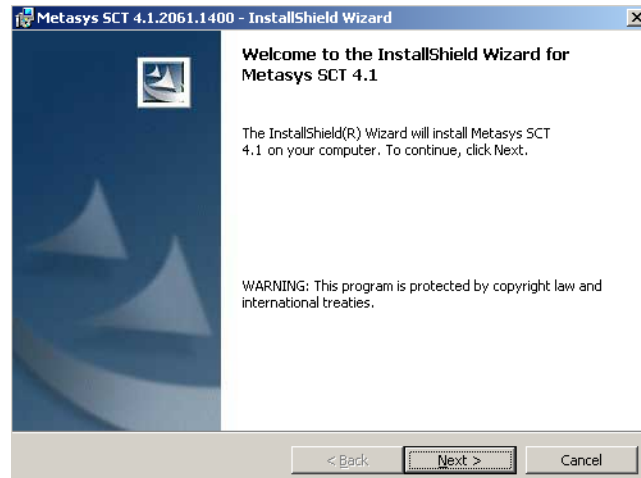 Metasys SCT 4.1.2061.1400 - InstallShield Wizard
Welcome to the InstallShield Wizard for
Metasys SCT 4.1
The InstallShield(R) Wizard will install Metasys SCT
4.1 on your computer. To continue, click Next.
WARNING: This program is protected by copyright law and
international treaties.
< Back
Next >
Cancel